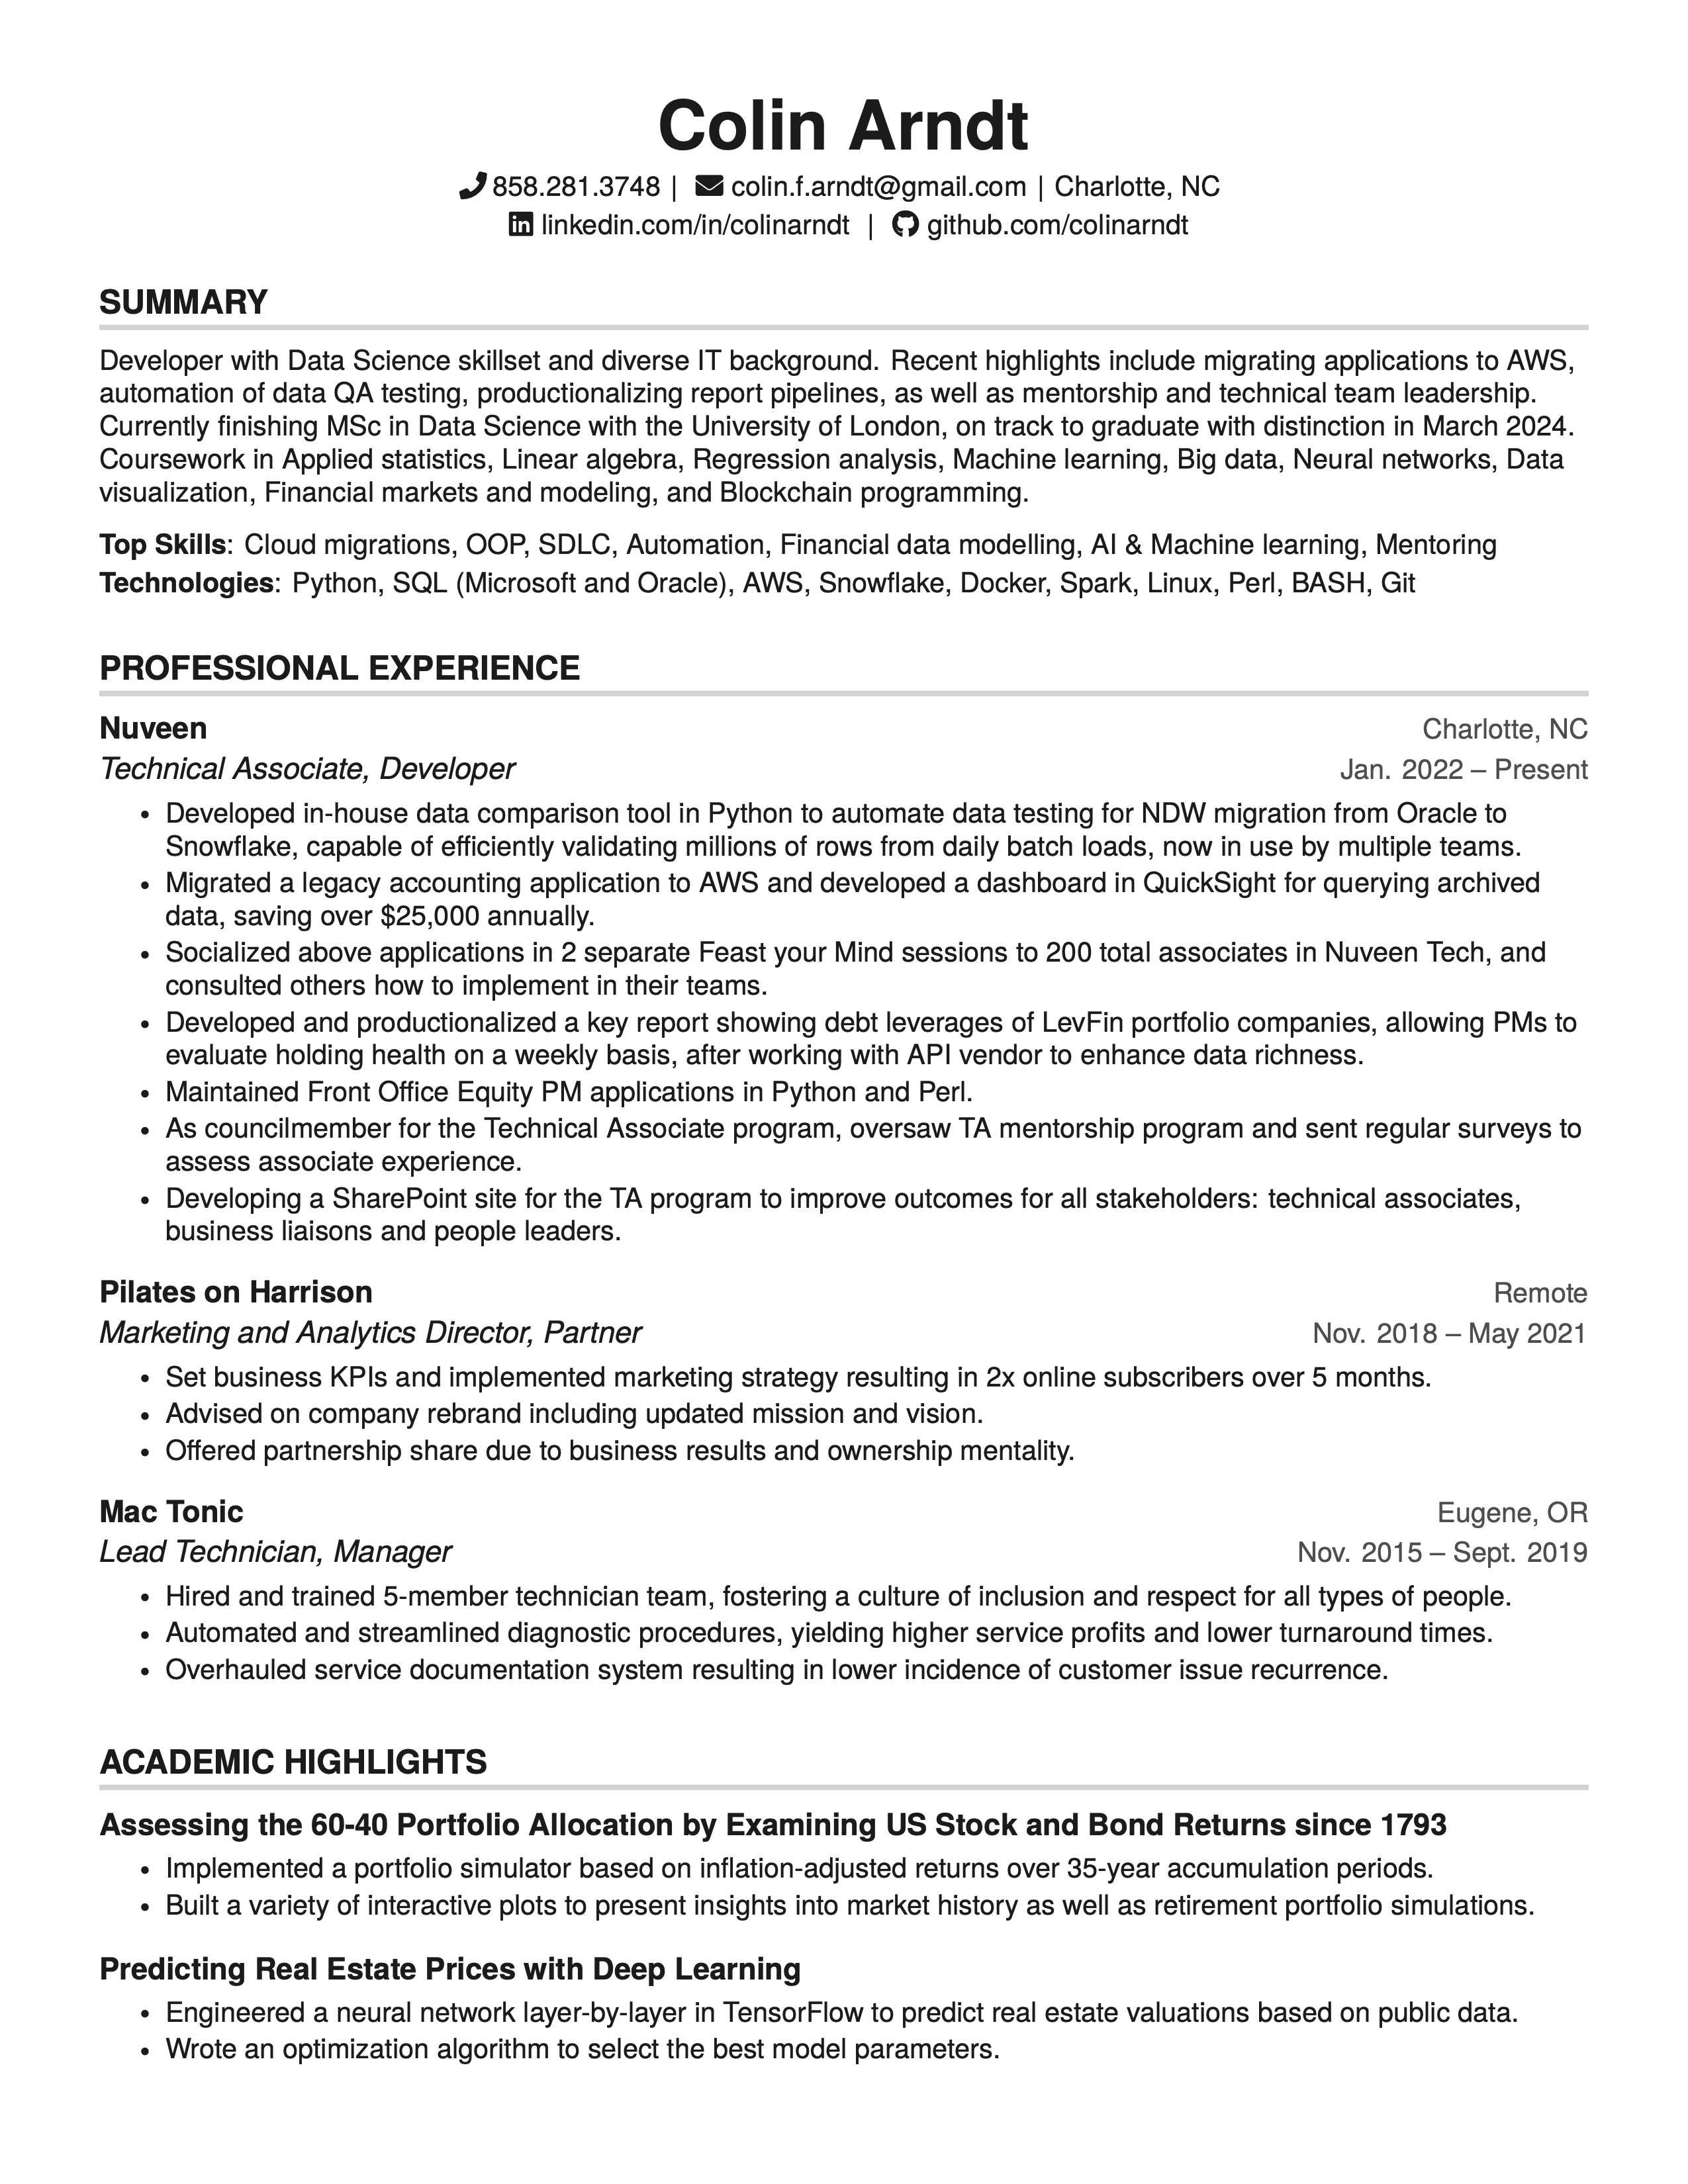 Colin Arndt
858.281.3748 | colin.f.arndt@gmail.com | Charlotte, NC
linkedin.com/in/colinarndt | github.com/colinarndt
SUMMARY
Developer with Data Science skillset and diverse IT background. Recent highlights include migrating applications to AWS,
automation of data QA testing, productionalizing report pipelines, as well as mentorship and technical team leadership.
Currently finishing MSc in Data Science with the University of London, on track to graduate with distinction in March 2024.
Coursework in Applied statistics, Linear algebra, Regression analysis, Machine learning, Big data, Neural networks, Data
visualization, Financial markets and modeling, and Blockchain programming.
Top Skills: Cloud migrations, OOP, SDLC, Automation, Financial data modelling, AI & Machine learning, Mentoring
Technologies: Python, SQL (Microsoft and Oracle), AWS, Snowflake, Docker, Spark, Linux, Perl, BASH, Git
PROFESSIONAL EXPERIENCE
Nuveen Charlotte, NC
Technical Associate, Developer Jan. 2022 – Present
• Developed in-house data comparison tool in Python to automate data testing for NDW migration from Oracle to
Snowflake, capable of efficiently validating millions of rows from daily batch loads, now in use by multiple teams.
• Migrated a legacy accounting application to AWS and developed a dashboard in QuickSight for querying archived
data, saving over $25,000 annually.
• Socialized above applications in 2 separate Feast your Mind sessions to 200 total associates in Nuveen Tech, and
consulted others how to implement in their teams.
• Developed and productionalized a key report showing debt leverages of LevFin portfolio companies, allowing PMs to
evaluate holding health on a weekly basis, after working with API vendor to enhance data richness.
• Maintained Front Office Equity PM applications in Python and Perl.
• As councilmember for the Technical Associate program, oversaw TA mentorship program and sent regular surveys to
assess associate experience.
• Developing a SharePoint site for the TA program to improve outcomes for all stakeholders: technical associates,
business liaisons and people leaders.
Pilates on Harrison Remote
Marketing and Analytics Director, Partner Nov. 2018 – May 2021
• Set business KPIs and implemented marketing strategy resulting in 2x online subscribers over 5 months.
• Advised on company rebrand including updated mission and vision.
• Offered partnership share due to business results and ownership mentality.
Mac Tonic Eugene, OR
Lead Technician, Manager Nov. 2015 – Sept. 2019
• Hired and trained 5-member technician team, fostering a culture of inclusion and respect for all types of people.
• Automated and streamlined diagnostic procedures, yielding higher service profits and lower turnaround times.
• Overhauled service documentation system resulting in lower incidence of customer issue recurrence.
ACADEMIC HIGHLIGHTS
Assessing the 60-40 Portfolio Allocation by Examining US Stock and Bond Returns since 1793
• Implemented a portfolio simulator based on inflation-adjusted returns over 35-year accumulation periods.
• Built a variety of interactive plots to present insights into market history as well as retirement portfolio simulations.
Predicting Real Estate Prices with Deep Learning
• Engineered a neural network layer-by-layer in TensorFlow to predict real estate valuations based on public data.
• Wrote an optimization algorithm to select the best model parameters.